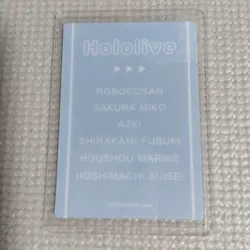 Hololive
ROBOCOSAN
SAKURA MIKO
AZKi
SHIRAKAMI FUBUKI
HOUSHOU MARINE
HOSHIMACHI SUISEI